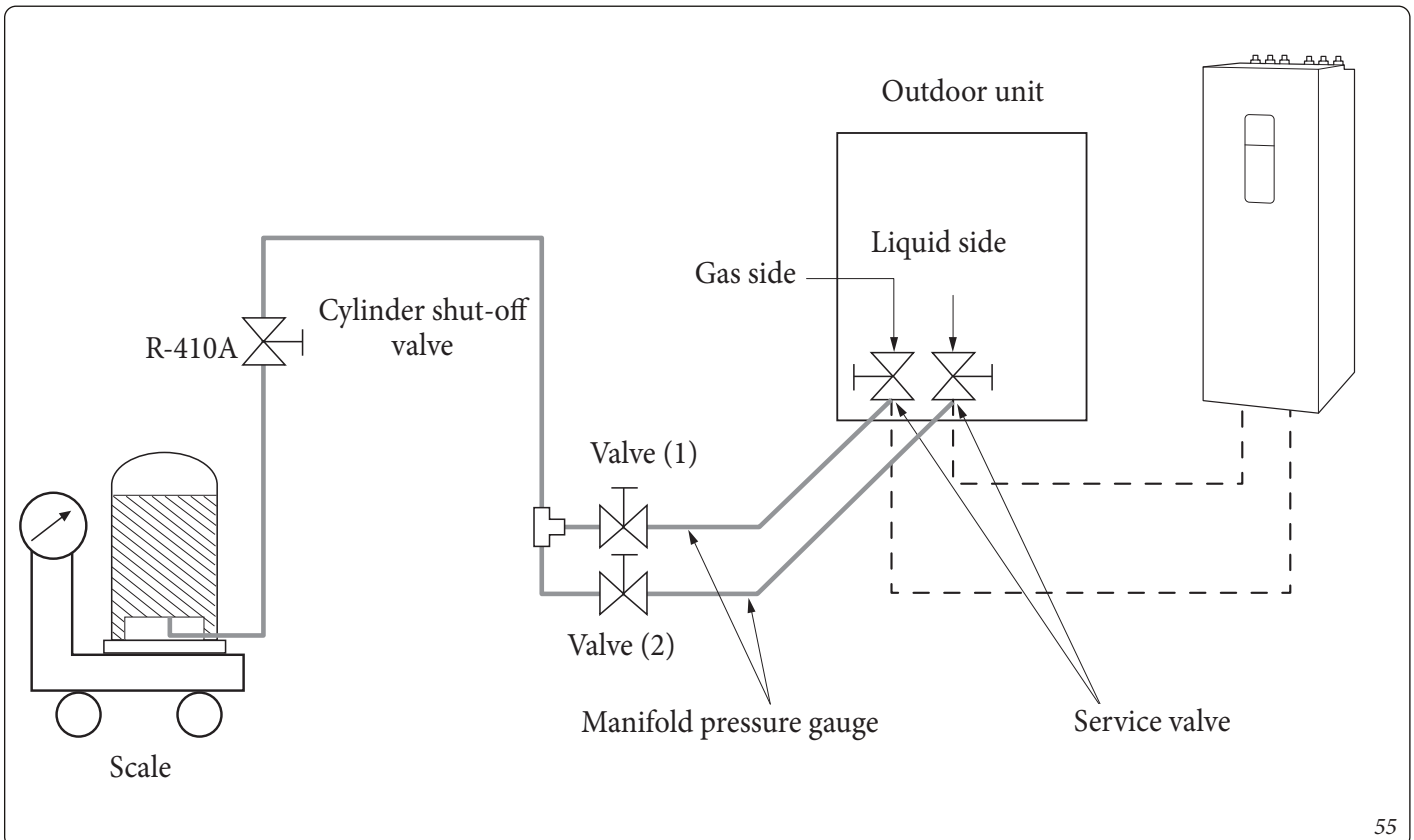 Outdoor unit
Liquid side
Gas side
Cylinder shut-off
valve
R-410A
Valve (1)
Valve (2)
Manifold pressure gauge
Service valve
Scale
55